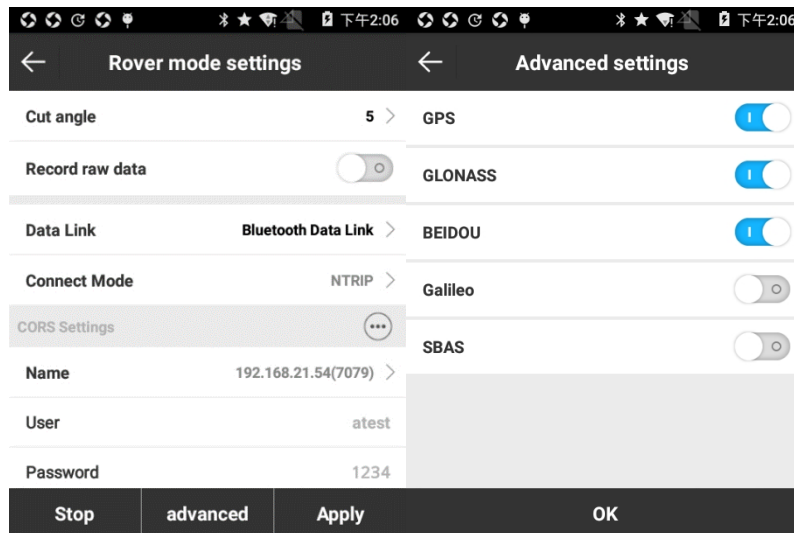 下午2:06
Rover mode settings
Cut angle 5
Record raw data
Data Link Bluetooth Data Link
Connect Mode NTRIP
CORS Settings
Name 192.168.21.54(7079)
User atest
Password 1234
Stop advanced Apply
下午2:06
Advanced settings
GPS
GLONASS
BEIDOU
Galileo
SBAS
OK